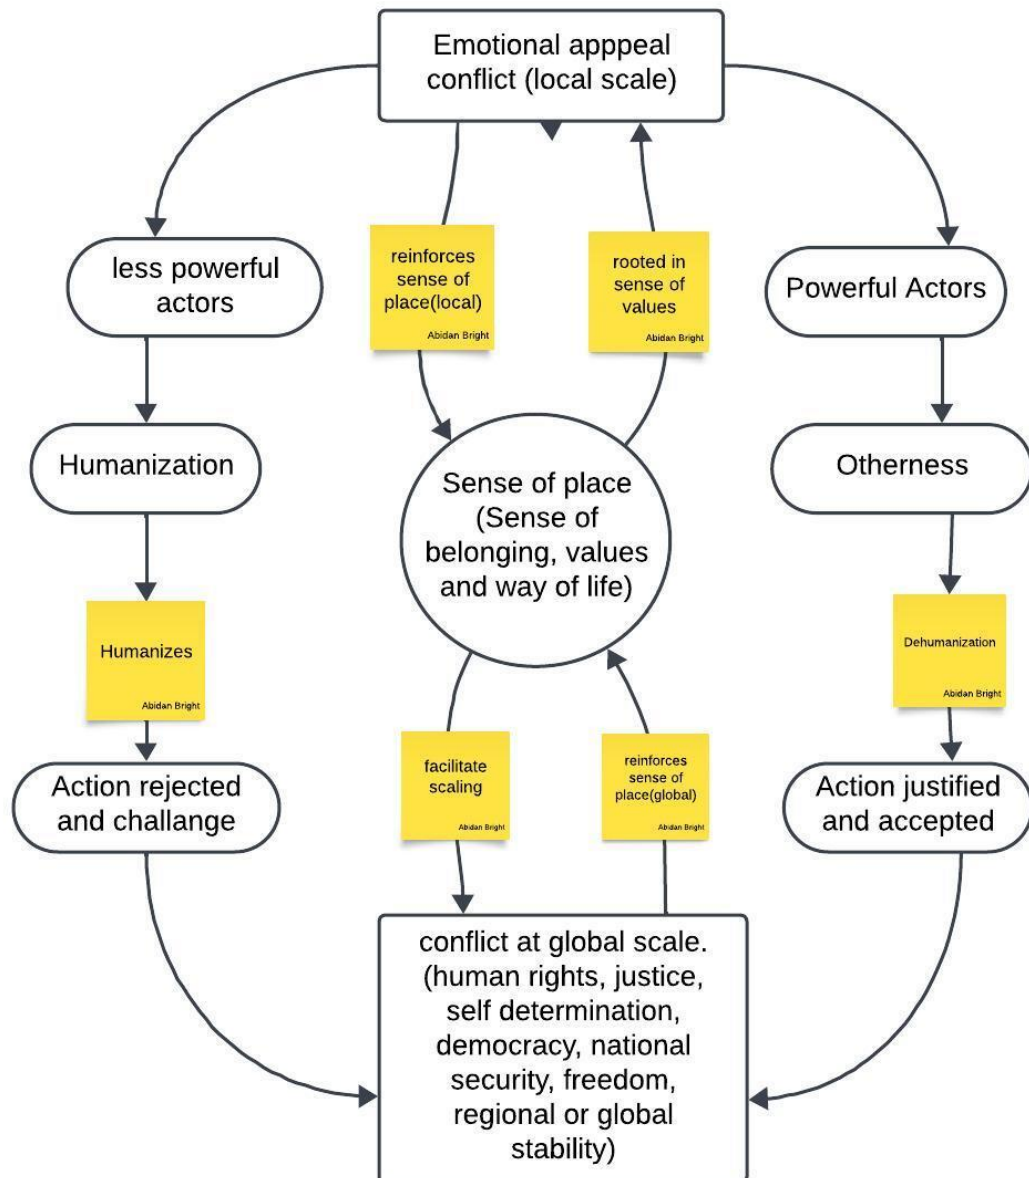 Emotional apppeal
conflict (local scale)
less powerful
actors
reinforces
sense of
place(local)
Abidan Bright
rooted in
sense of
values
Abidan Bright
Powerful Actors
Humanization
Sense of place
(Sense of
belonging, values
and way of life)
Otherness
Humanizes
Abidan Bright
Dehumanization
Abidan Bright
facilitate
scaling
Abidan Bright
reinforces
sense of
place(global)
Abidan Bright
Action rejected
and challange
Action justified
and accepted
conflict at global scale.
(human rights, justice,
self determination,
democracy, national
security, freedom,
regional or global
stability)